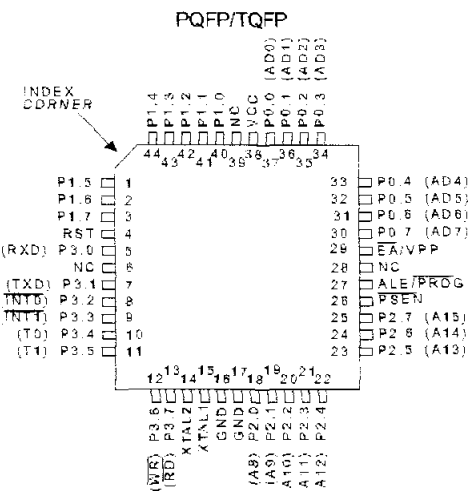 PQFP/TQFP
INDEX
CORNER
P1.4
P1.3
P1.2
P1.1
P1.0
NC
VCC
P0.0 (AD0)
P0.1 (AD1)
P0.2 (AD2)
P0.3 (AD3)
44
43
42
41
40
39
38
37
36
35
34
P1.5 1
P1.6 2
P1.7 3
RST 4
(RXD) P3.0 5
NC 6
(TXD) P3.1 7
(INT0) P3.2 8
(INT1) P3.3 9
(T0) P3.4 10
(T1) P3.5 11
33 P0.4 (AD4)
32 P0.5 (AD5)
31 P0.6 (AD6)
30 P0.7 (AD7)
29 EA/VPP
28 NC
27 ALE/PROG
26 PSEN
25 P2.7 (A15)
24 P2.6 (A14)
23 P2.5 (A13)
12
13
14
15
16
17
18
19
20
21
22
(WR) P3.6
(RD) P3.7
XTAL2
XTAL1
GND
GND
(A8) P2.0
(A9) P2.1
(A10) P2.2
(A11) P2.3
(A12) P2.4